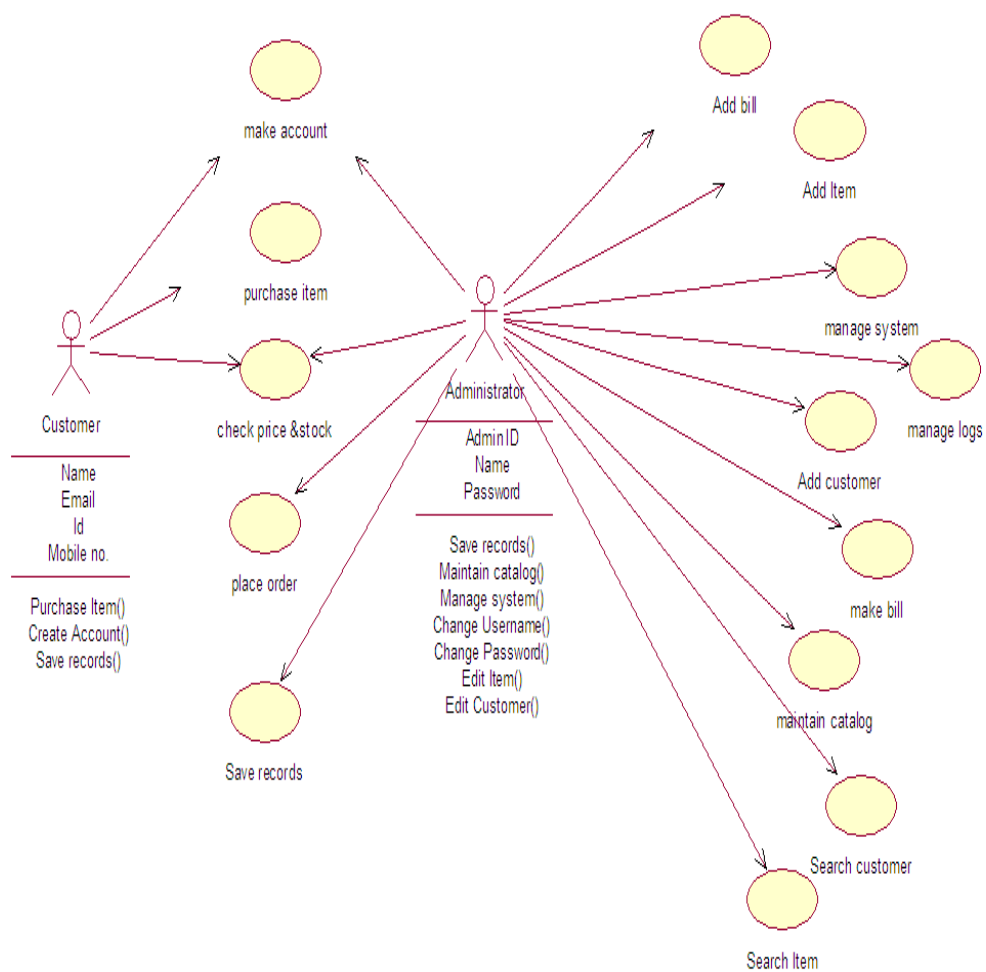 make account
purchase item
check price &stock
place order
Save records
Customer
Name
Email
Id
Mobile no.
Purchase Item()
Create Account()
Save records()
Administrator
Admin ID
Name
Password
Save records()
Maintain catalog()
Manage system()
Change Username()
Change Password()
Edit Item()
Edit Customer()
Add bill
Add Item
manage system
manage logs
Add customer
make bill
maintain catalog
Search customer
Search Item